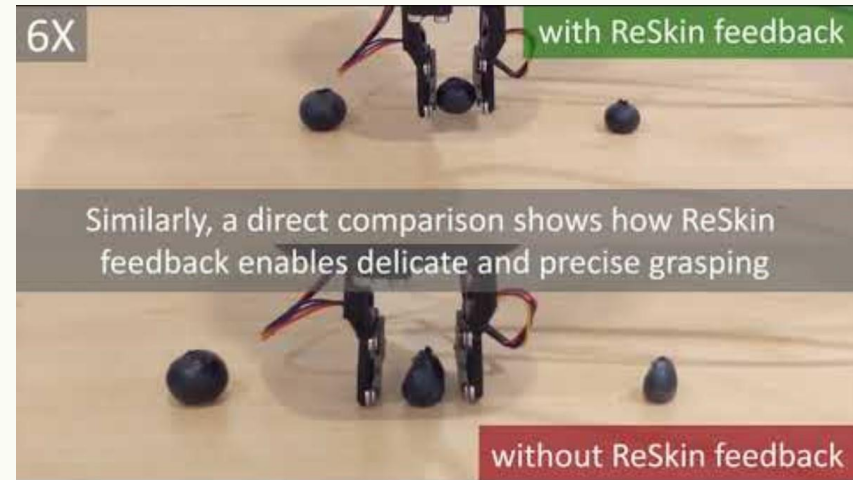 6X
with ReSkin feedback
Similarly, a direct comparison shows how ReSkin
feedback enables delicate and precise grasping
without ReSkin feedback